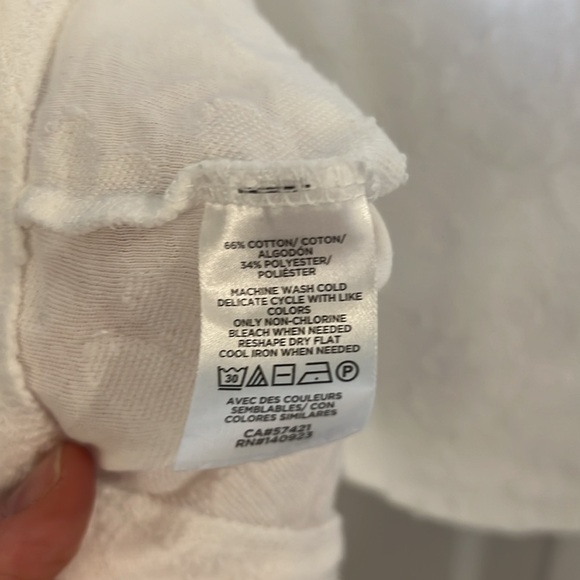 66% COTTON/ COTON/
ALGODÓN
34% POLYESTER/
POLIÉSTER
MACHINE WASH COLD
DELICATE CYCLE WITH LIKE
COLORS
ONLY NON-CHLORINE
BLEACH WHEN NEEDED
RESHAPE DRY FLAT
COOL IRON WHEN NEEDED
30 P
AVEC DES COULEURS
SEMBLABLES/ CON
COLORES SIMILARES
CA#57421
RN#140923